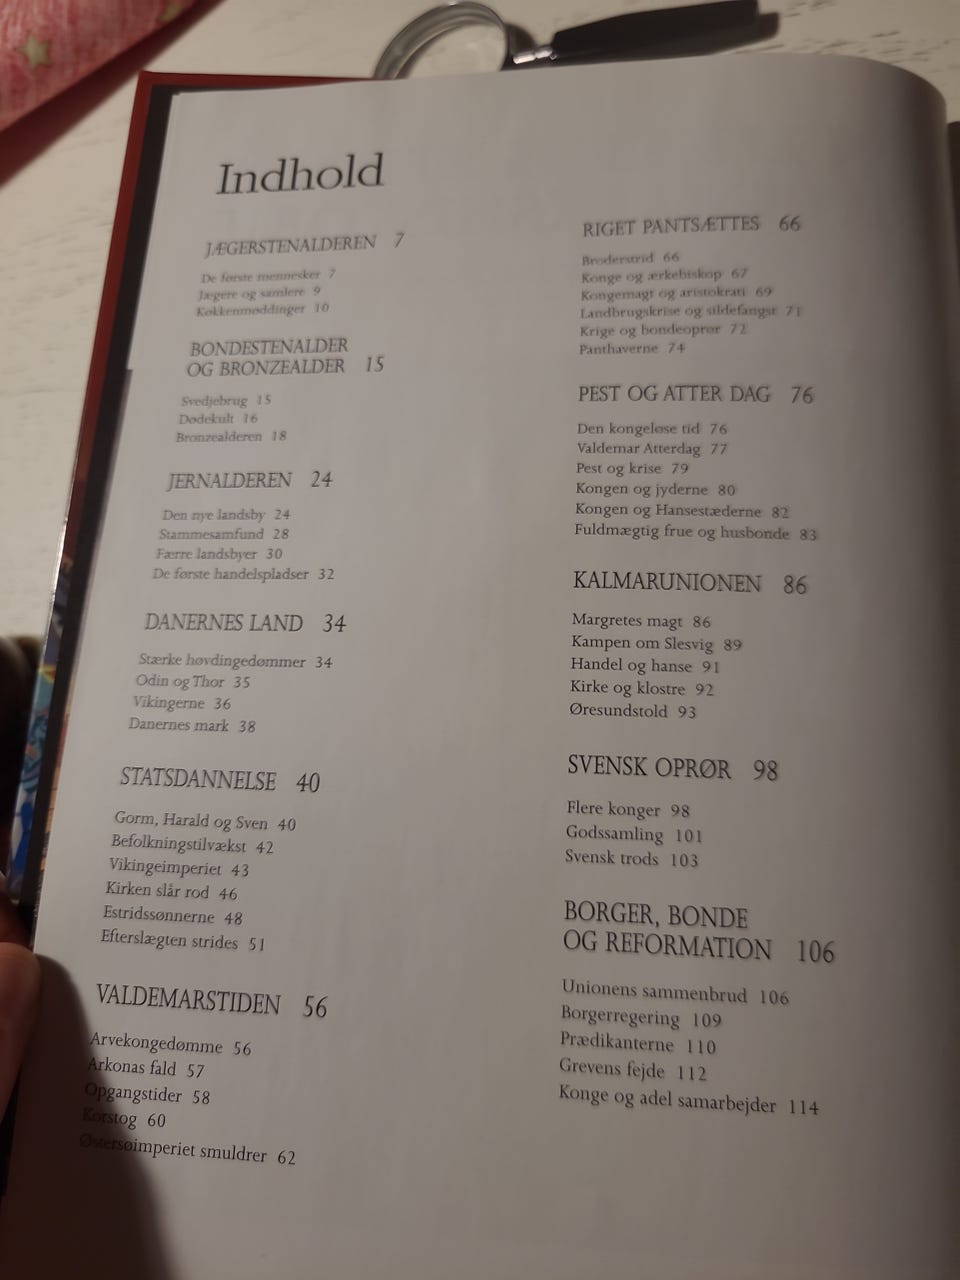 Indhold
JÆGERSTENALDEREN 7
De første mennesker 7
Jægere og samlere 9
Køkkenmøddinger 10
BONDESTENALDER
OG BRONZEALDER 15
Svedjebrug 15
Dødekult 16
Bronzealderen 18
JERNALDEREN 24
Den nye landsby 24
Stammesamfund 28
Færre landsbyer 30
De første handelspladser 32
DANERNES LAND 34
Stærke høvdingedømmer 34
Odin og Thor 35
Vikingerne 36
Danernes mark 38
STATSDANNELSE 40
Gorm, Harald og Sven 40
Befolkningstilvækst 42
Vikingeimperiet 43
Kirken slår rod 46
Estridssønnerne 48
Efterslægten strides 51
VALDEMARSTIDEN 56
Arvekongedømme 56
Arkonas fald 57
Opgangstider 58
Korstog 60
Østersøimperiet smuldrer 62
RIGET PANTSÆTTES 66
Broderstrid 66
Konge og ærkebiskop 67
Kongemagt og aristokrati 69
Landbrugskrise og sildefangst 71
Krige og bondeoprør 72
Panthaverne 74
PEST OG ATTER DAG 76
Den kongeløse tid 76
Valdemar Atterdag 77
Pest og krise 79
Kongen og jyderne 80
Kongen og Hansestæderne 82
Fuldmægtig frue og husbonde 83
KALMARUNIONEN 86
Margretes magt 86
Kampen om Slesvig 89
Handel og hanse 91
Kirke og klostre 92
Øresundstold 93
SVENSK OPRØR 98
Flere konger 98
Godssamling 101
Svensk trods 103
BORGER, BONDE
OG REFORMATION 106
Unionens sammenbrud 106
Borgerregering 109
Prædikanterne 110
Grevens fejde 112
Konge og adel samarbejder 114